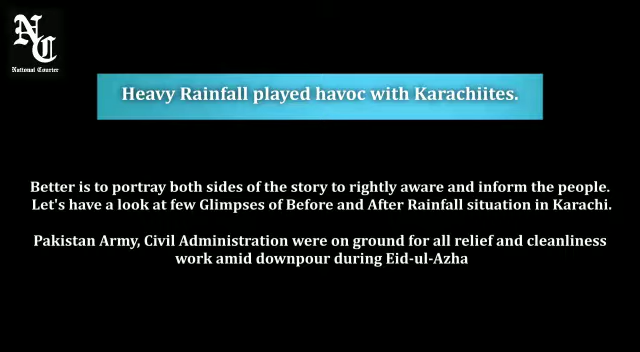 NC
National Courier
Heavy Rainfall played havoc with Karachiites.
Better is to portray both sides of the story to rightly aware and inform the people.
Let's have a look at few Glimpses of Before and After Rainfall situation in Karachi.
Pakistan Army, Civil Administration were on ground for all relief and cleanliness
work amid downpour during Eid-ul-Azha